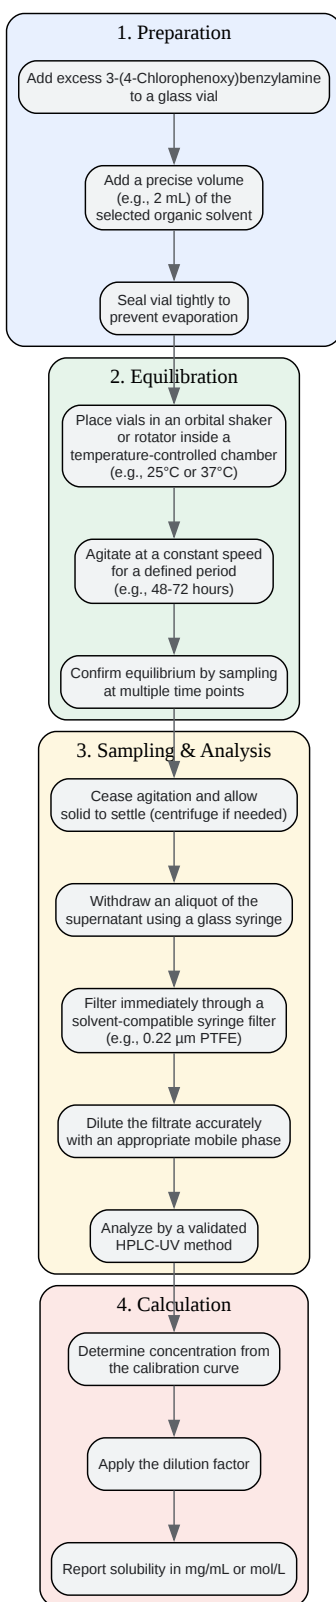 1. Preparation
Add excess 3-(4-Chlorophenoxy)benzylamine
to a glass vial
Add a precise volume
(e.g., 2 mL) of the
selected organic solvent
Seal vial tightly to
prevent evaporation
2. Equilibration
Place vials in an orbital shaker
or rotator inside a
temperature-controlled chamber
(e.g., 25°C or 37°C)
Agitate at a constant speed
for a defined period
(e.g., 48-72 hours)
Confirm equilibrium by sampling
at multiple time points
3. Sampling & Analysis
Cease agitation and allow
solid to settle (centrifuge if needed)
Withdraw an aliquot of the
supernatant using a glass syringe
Filter immediately through a
solvent-compatible syringe filter
(e.g., 0.22 µm PTFE)
Dilute the filtrate accurately
with an appropriate mobile phase
Analyze by a validated
HPLC-UV method
4. Calculation
Determine concentration from
the calibration curve
Apply the dilution factor
Report solubility in mg/mL or mol/L